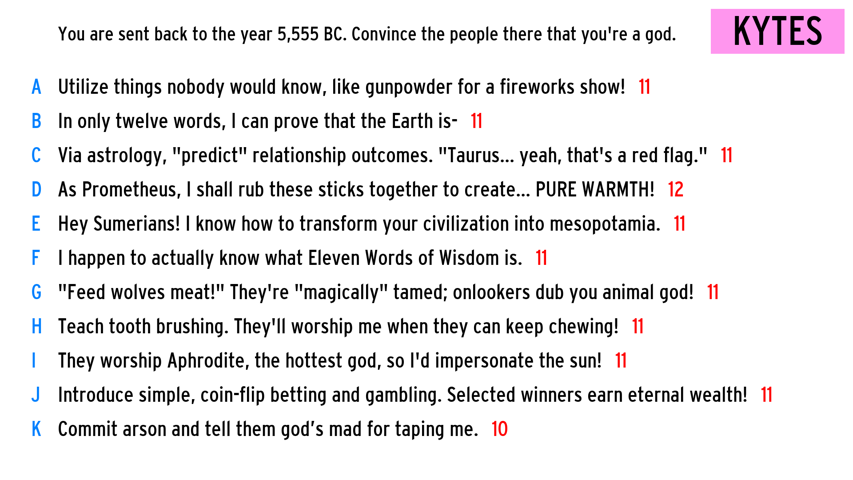 You are sent back to the year 5,555 BC. Convince the people there that you're a god.
KYTES
A Utilize things nobody would know, like gunpowder for a fireworks show! 11
B In only twelve words, I can prove that the Earth is- 11
C Via astrology, "predict" relationship outcomes. "Taurus... yeah, that's a red flag." 11
D As Prometheus, I shall rub these sticks together to create... PURE WARMTH! 12
E Hey Sumerians! I know how to transform your civilization into mesopotamia. 11
F I happen to actually know what Eleven Words of Wisdom is. 11
G "Feed wolves meat!" They're "magically" tamed; onlookers dub you animal god! 11
H Teach tooth brushing. They'll worship me when they can keep chewing! 11
I They worship Aphrodite, the hottest god, so I'd impersonate the sun! 11
J Introduce simple, coin-flip betting and gambling. Selected winners earn eternal wealth! 11
K Commit arson and tell them god’s mad for taping me. 10